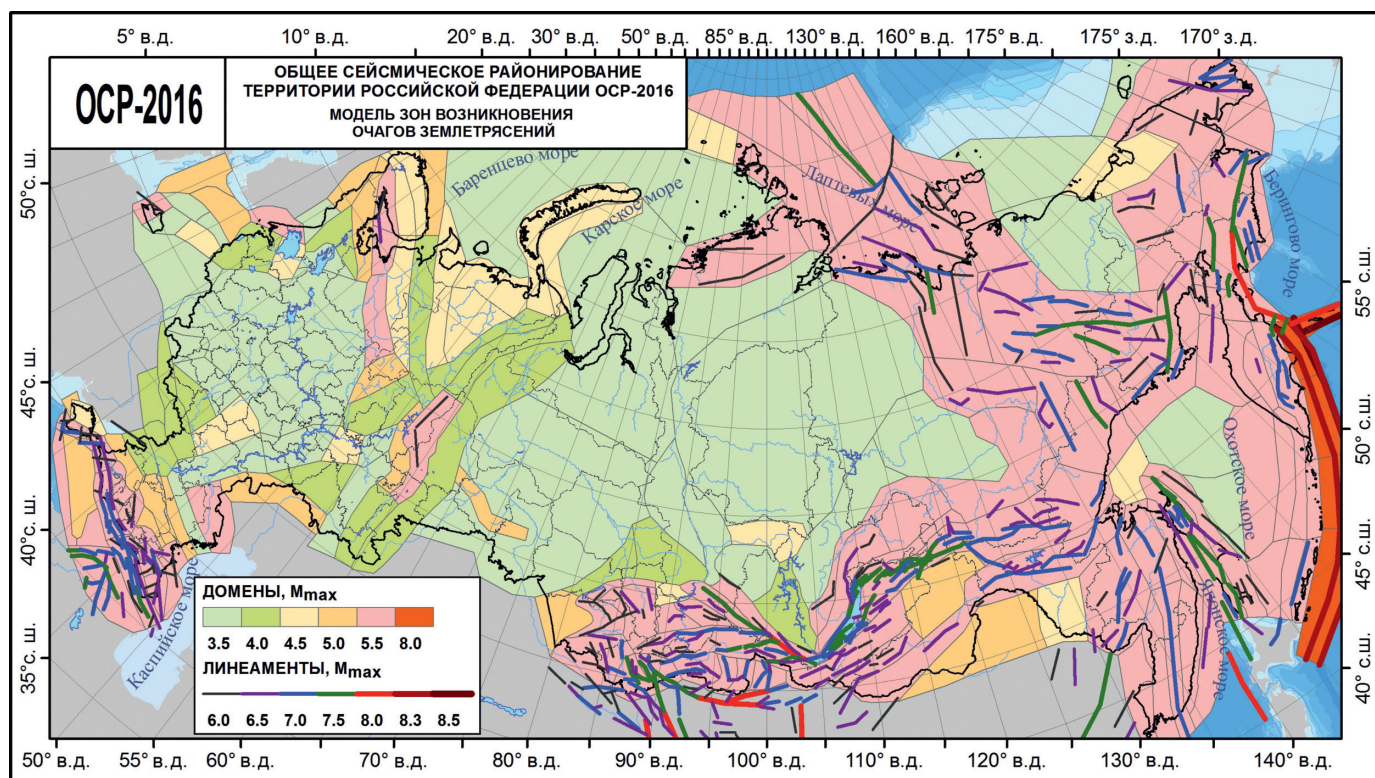 5° в.д. 10° в.д. 20° в.д. 30° в.д. 50° в.д. 85° в.д. 130° в.д. 160° в.д. 175° в.д. 175° з.д. 170° з.д.
ОСР-2016
ОБЩЕЕ СЕЙСМИЧЕСКОЕ РАЙОНИРОВАНИЕ
ТЕРРИТОРИИ РОССИЙСКОЙ ФЕДЕРАЦИИ ОСР-2016
МОДЕЛЬ ЗОН ВОЗНИКНОВЕНИЯ
ОЧАГОВ ЗЕМЛЕТРЯСЕНИЙ
50°с. ш.
45°с. ш.
40°с. ш.
35°с. ш.
Баренцево море
Карское море
Лаптевых море
Берингово море
Охотское море
Японское море
Каспийское море
55° с.ш.
50° с.ш.
45° с.ш.
40° с.ш.
ДОМЕНЫ, Mmax
3.5 4.0 4.5 5.0 5.5 8.0
ЛИНЕАМЕНТЫ, Mmax
6.0 6.5 7.0 7.5 8.0 8.3 8.5
50° в.д. 55° в.д. 60° в.д. 70° в.д. 80° в.д. 90° в.д. 100° в.д. 110° в.д. 120° в.д. 130° в.д. 140° в.д.